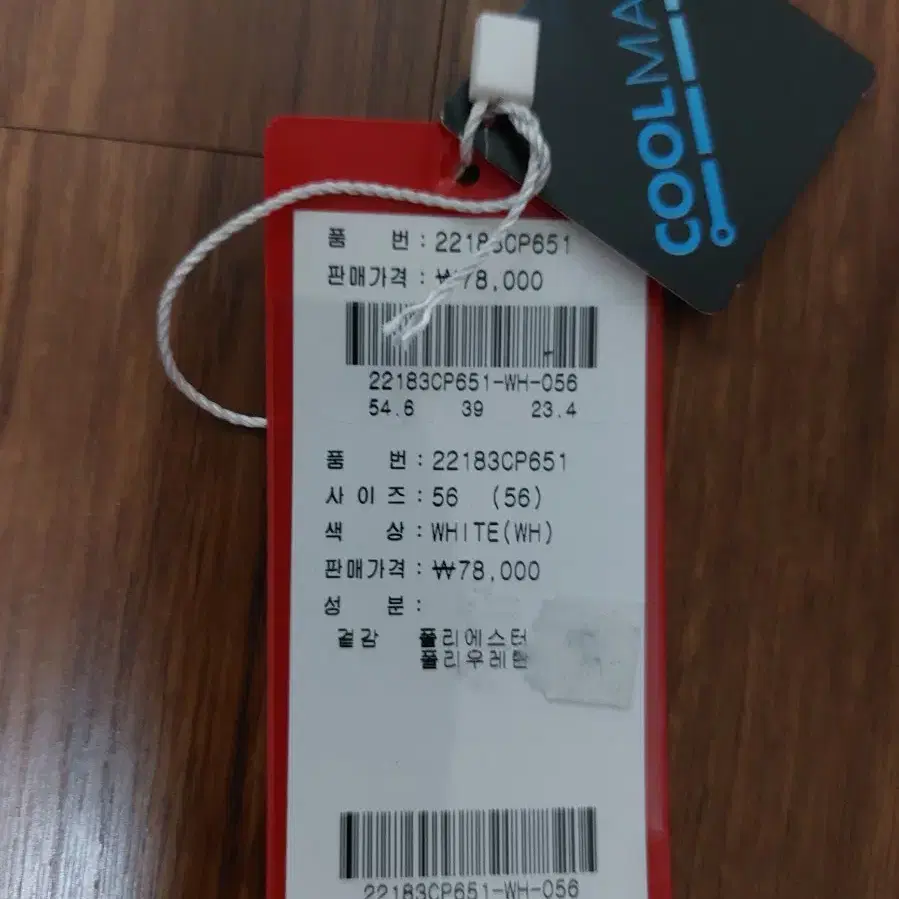 COOLMA
품 번 : 22183CP651
판매가격 : ₩78,000
22183CP651-WH-056
54.6 39 23.4
품 번 : 22183CP651
사 이 즈 : 56 (56)
색 상 : WHITE(WH)
판매가격 : ₩78,000
성 분 :
겉감 폴리에스터
폴리우레탄
22183CP651-WH-056